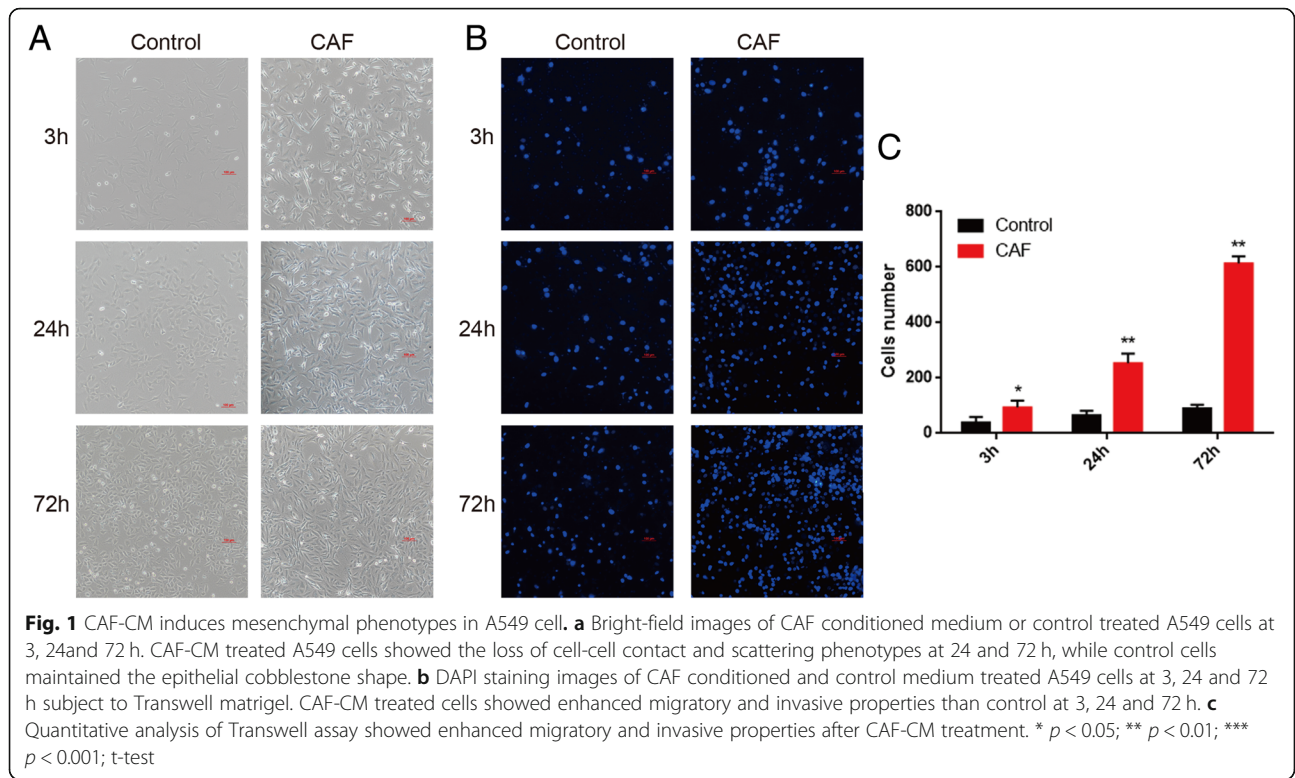 A
Control
CAF
3h
24h
72h
B
Control
CAF
3h
24h
72h
C
Cells number
800
600
400
200
0
Control
CAF
*
**
**
3h
24h
72h
Fig. 1 CAF-CM induces mesenchymal phenotypes in A549 cell. a Bright-field images of CAF conditioned medium or control treated A549 cells at
3, 24and 72 h. CAF-CM treated A549 cells showed the loss of cell-cell contact and scattering phenotypes at 24 and 72 h, while control cells
maintained the epithelial cobblestone shape. b DAPI staining images of CAF conditioned and control medium treated A549 cells at 3, 24 and 72
h subject to Transwell matrigel. CAF-CM treated cells showed enhanced migratory and invasive properties than control at 3, 24 and 72 h. c
Quantitative analysis of Transwell assay showed enhanced migratory and invasive properties after CAF-CM treatment. * p < 0.05; ** p < 0.01; ***
p < 0.001; t-test